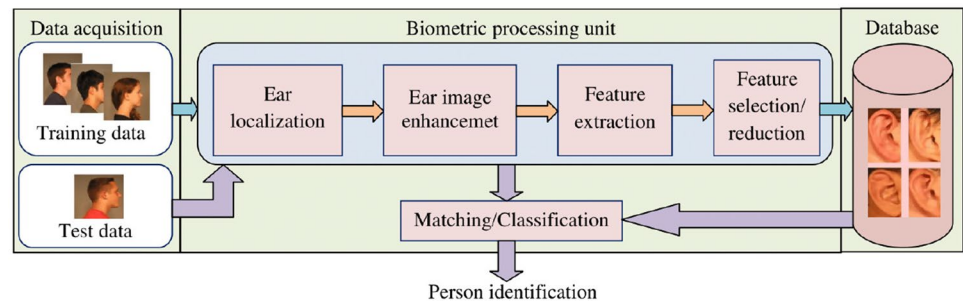 Data acquisition
Biometric processing unit
Database
Training data
Test data
Ear
localization
Ear image
enhancemet
Feature
extraction
Feature
selection/
reduction
Matching/Classification
Person identification